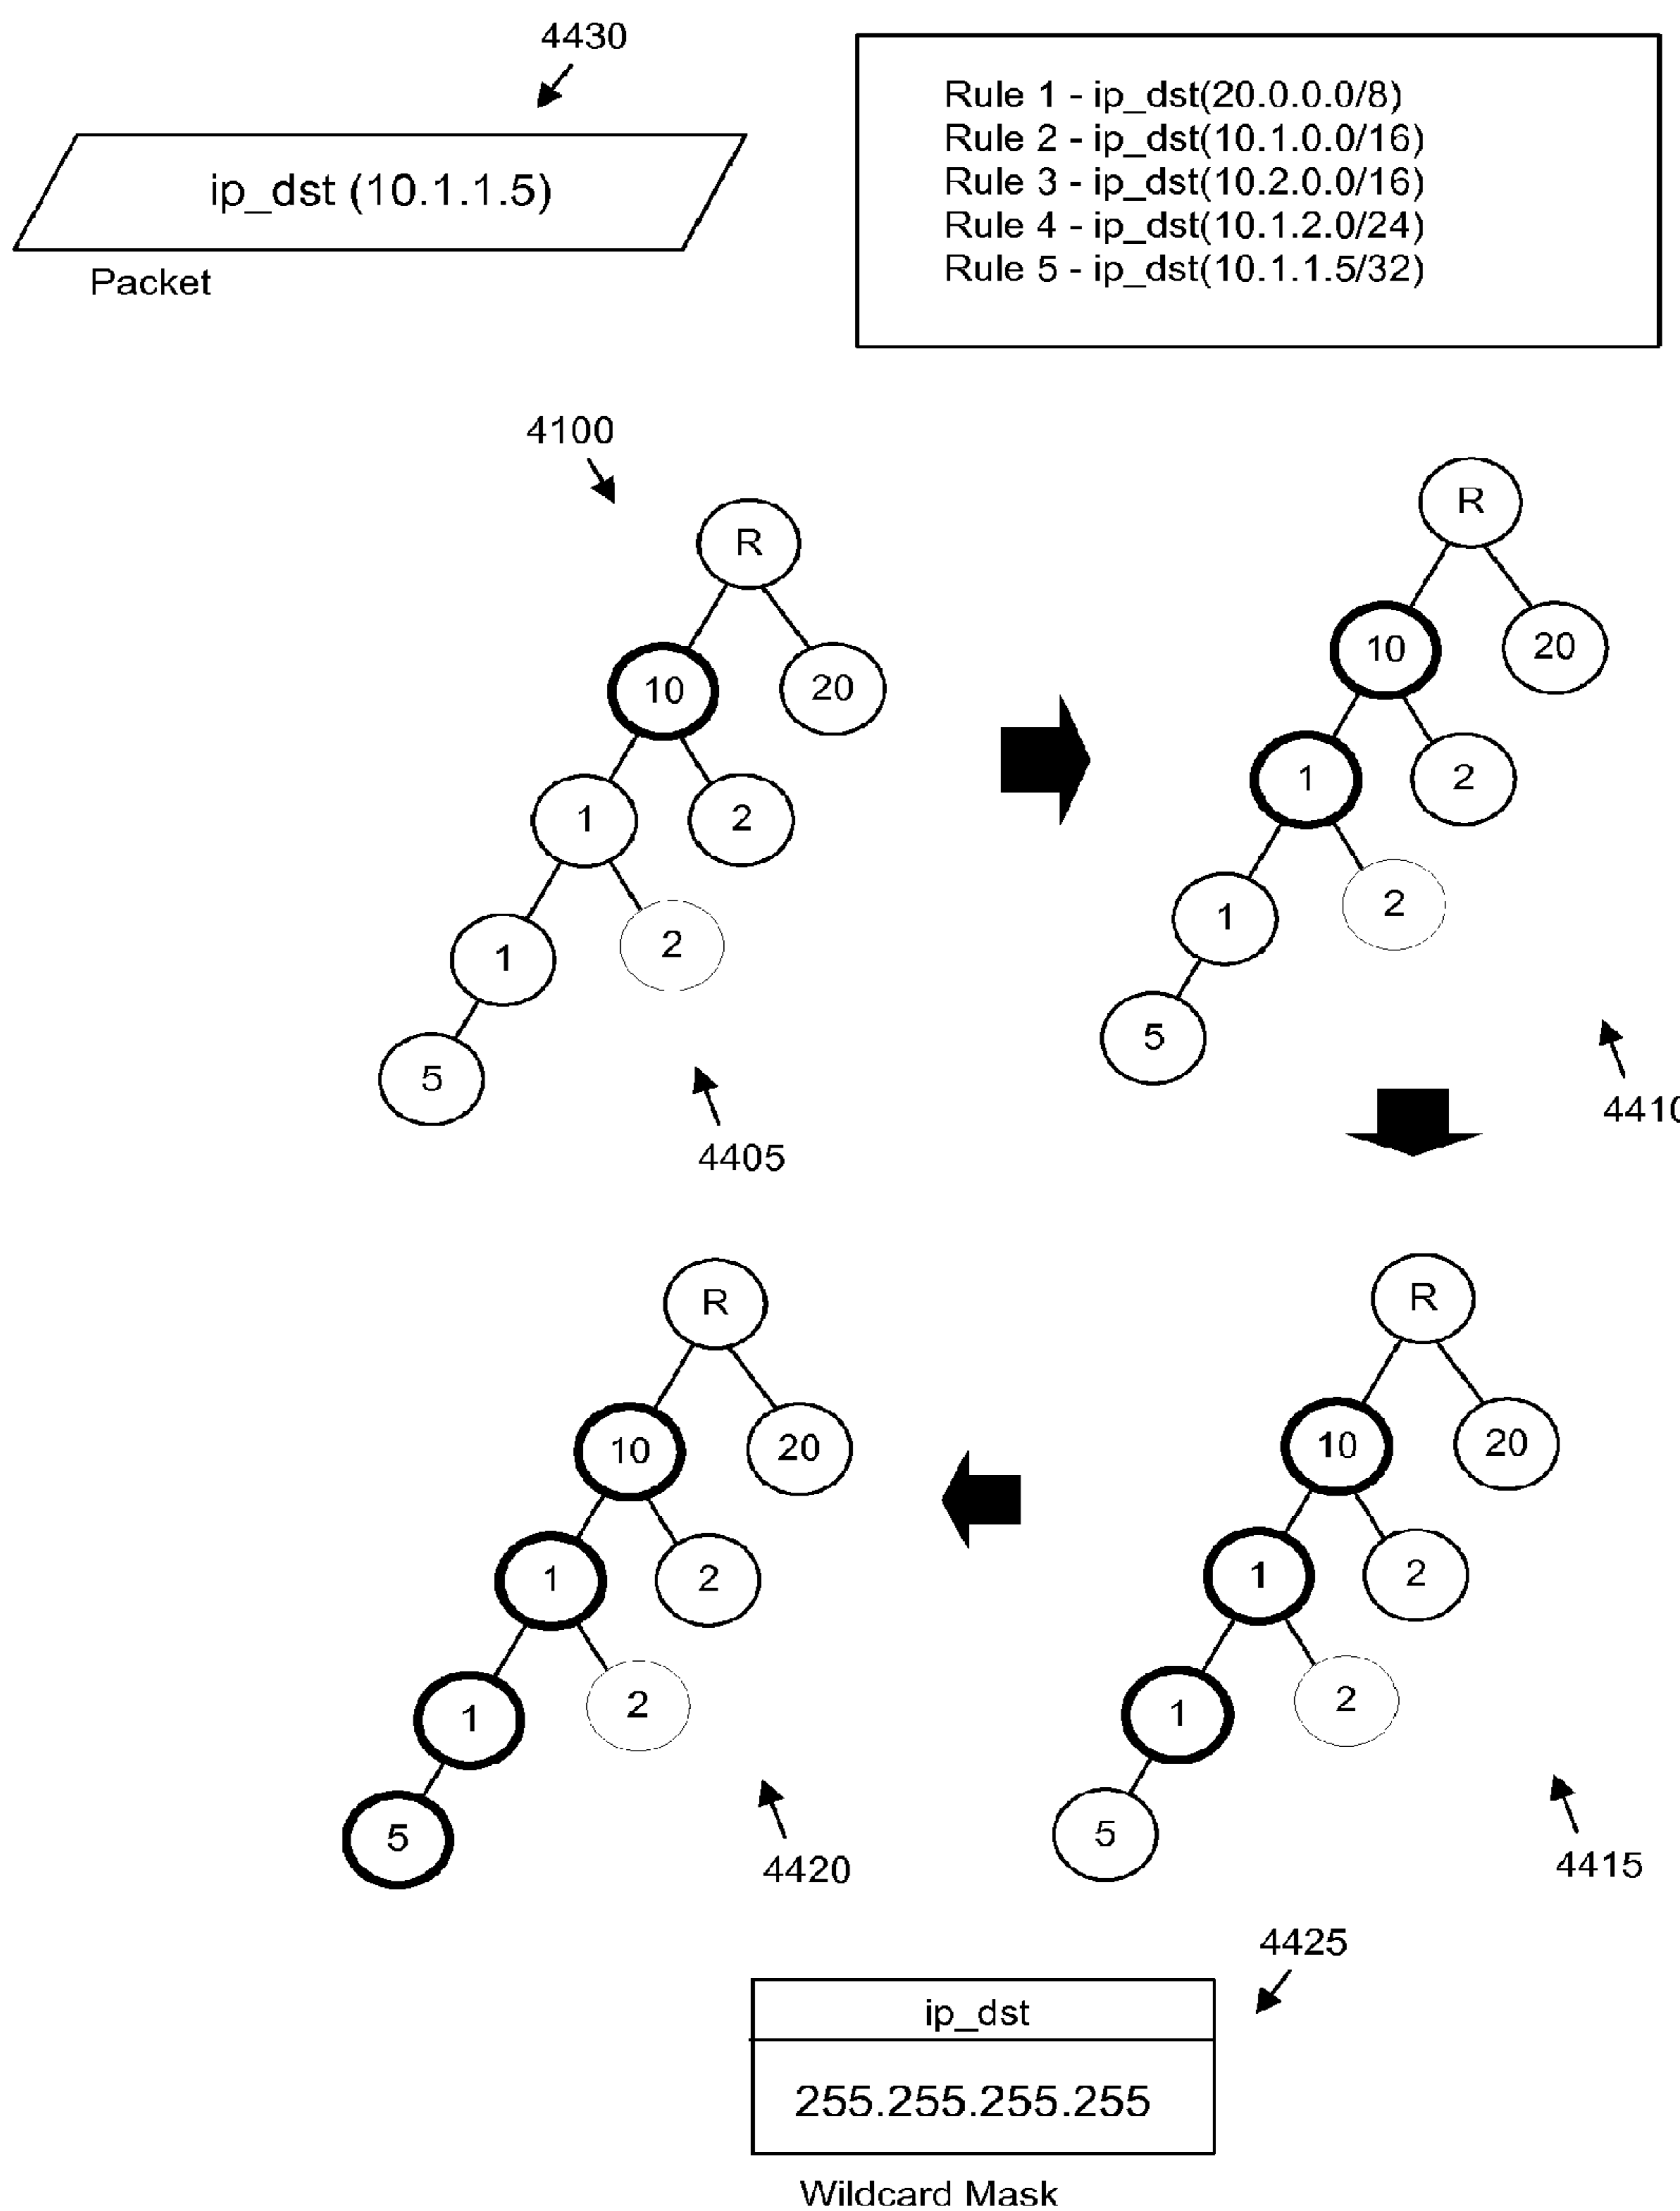 4430
ip_dst (10.1.1.5)
Packet
Rule 1 - ip_dst(20.0.0.0/8)
Rule 2 - ip_dst(10.1.0.0/16)
Rule 3 - ip_dst(10.2.0.0/16)
Rule 4 - ip_dst(10.1.2.0/24)
Rule 5 - ip_dst(10.1.1.5/32)
4100
R
10
20
1
2
1
2
5
4405
R
10
20
1
2
1
2
5
4410
R
10
20
1
2
1
2
5
4420
R
10
20
1
2
1
2
5
4415
4425
ip_dst
255.255.255.255
Wildcard Mask